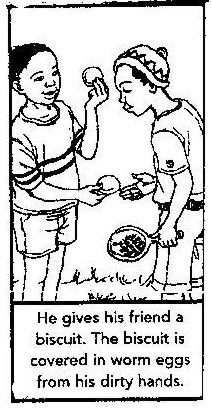 He gives his friend a
biscuit. The biscuit is
covered in worm eggs
from his dirty hands.